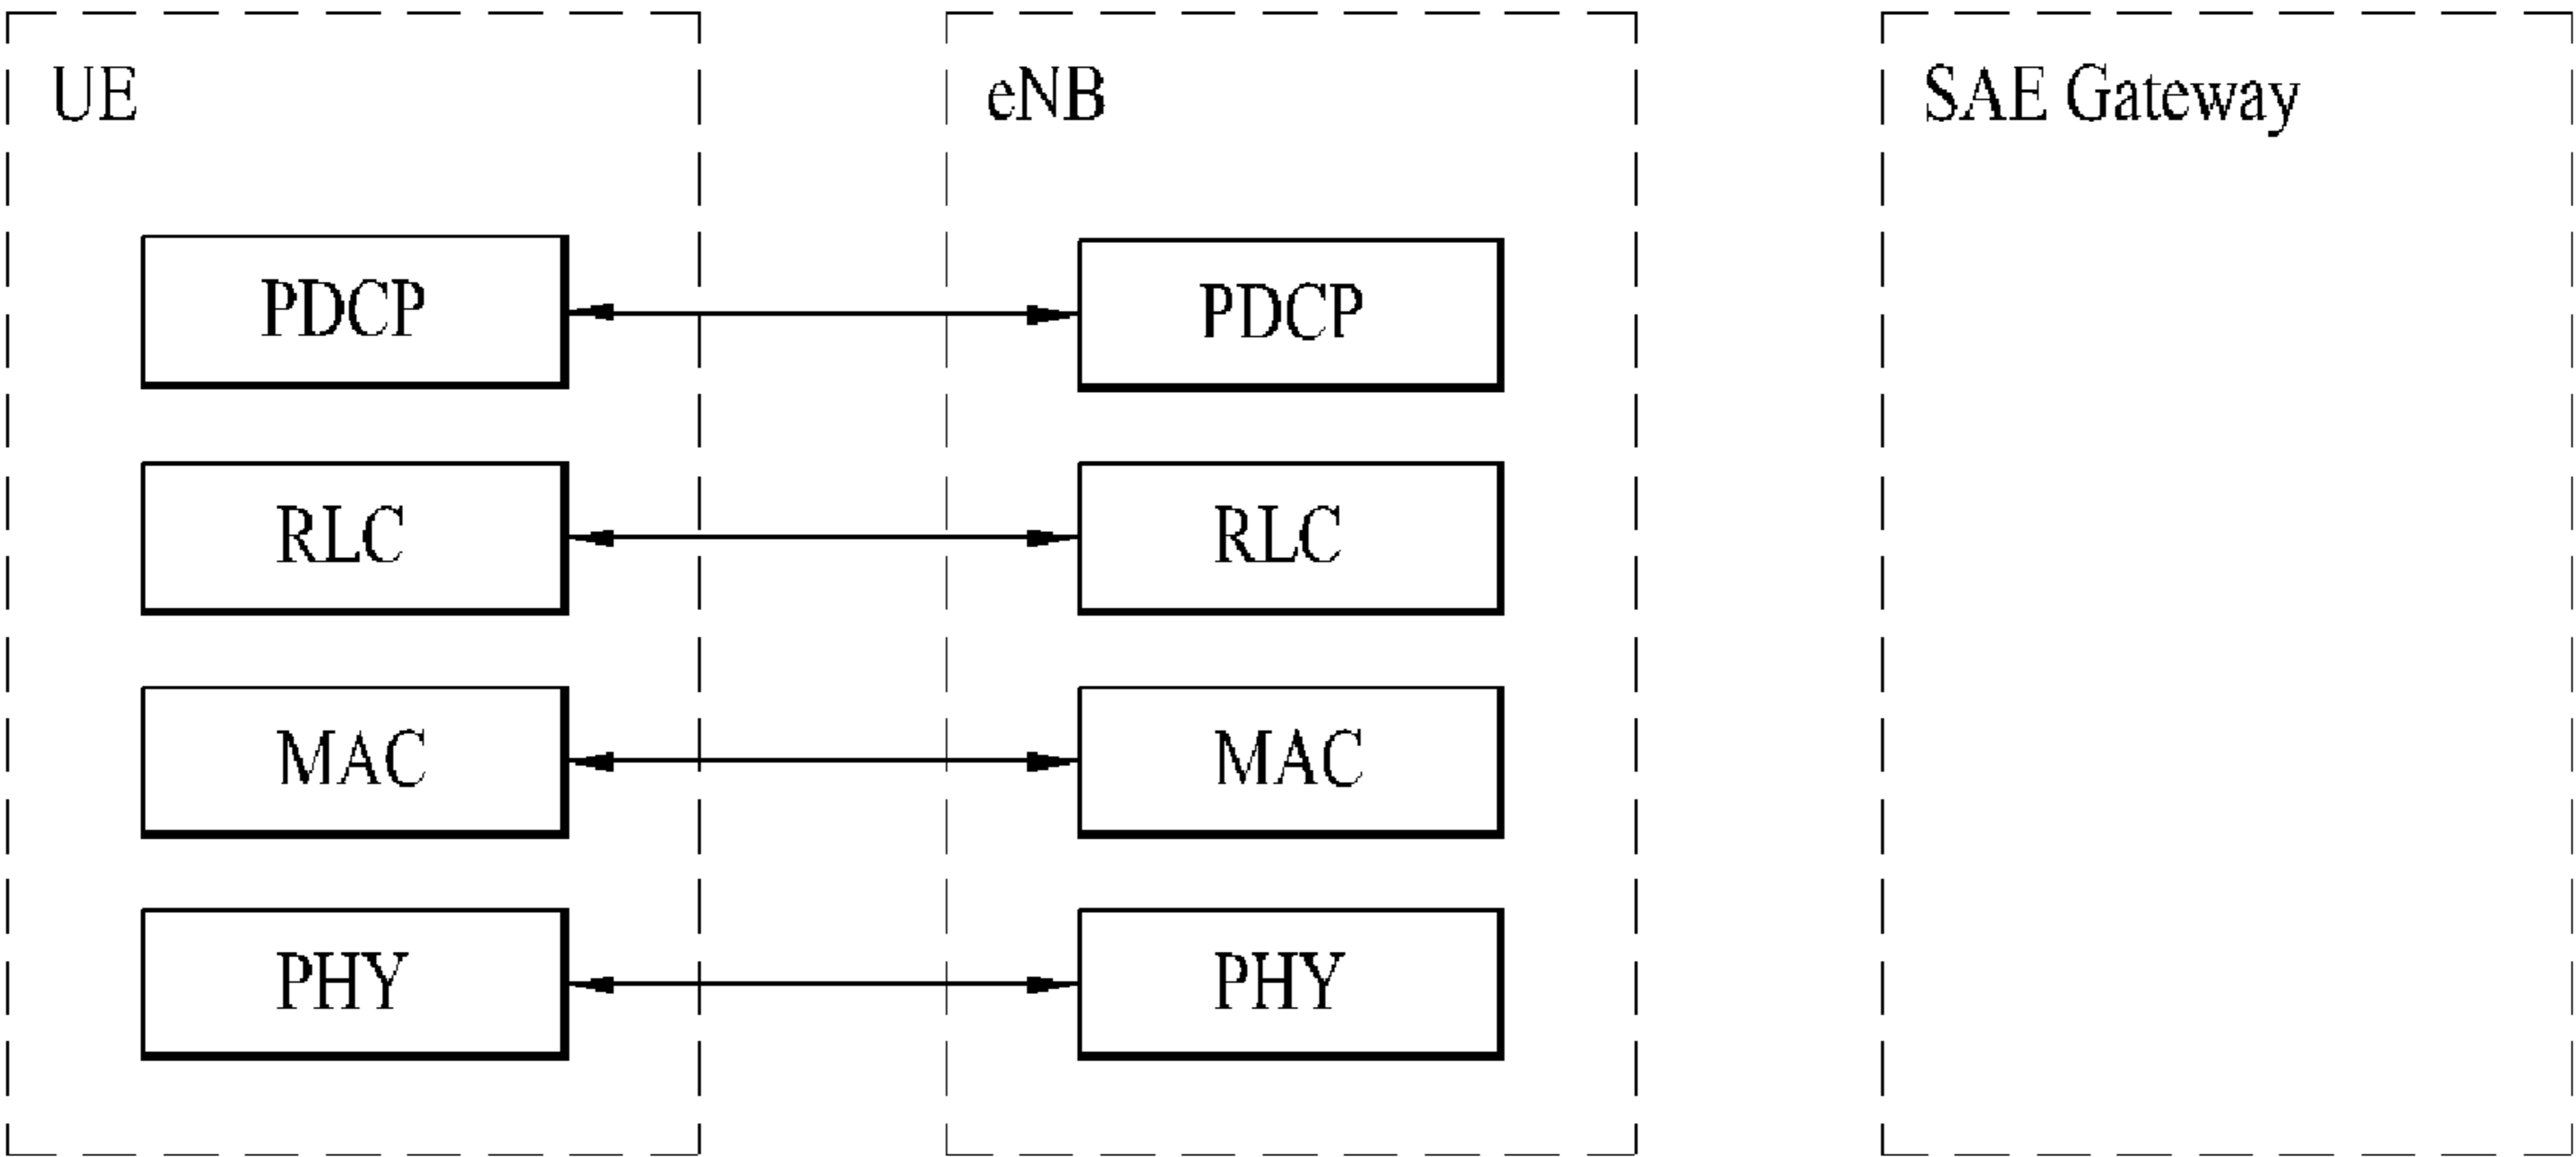 UE
eNB
SAE Gateway
PDCP
PDCP
RLC
RLC
MAC
MAC
PHY
PHY